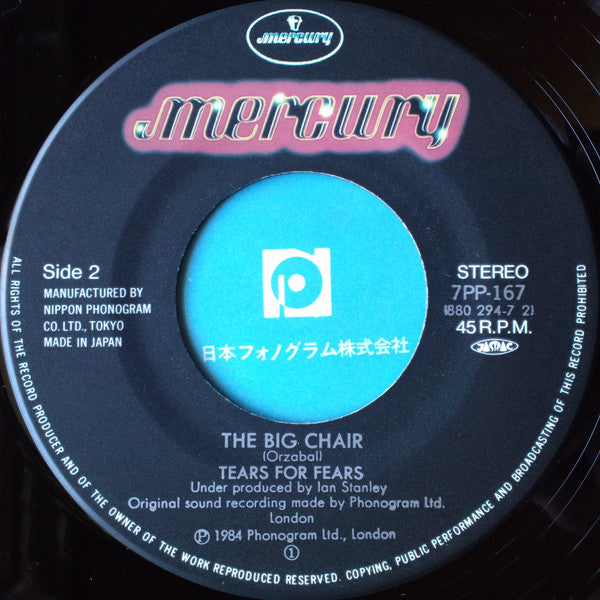 mercury
mercury
Side 2
MANUFACTURED BY
NIPPON PHONOGRAM
CO. LTD., TOKYO
MADE IN JAPAN
STEREO
7PP-167
(880 294-7 2)
45 R.P.M.
JASRAC
日本フォノグラム株式会社
THE BIG CHAIR
(Orzabal)
TEARS FOR FEARS
Under produced by Ian Stanley
Original sound recording made by Phonogram Ltd.
London
Ⓟ 1984 Phonogram Ltd., London
①
ALL RIGHTS OF THE RECORD PRODUCER AND OF THE OWNER OF THE WORK REPRODUCED RESERVED. COPYING, PUBLIC PERFORMANCE AND BROADCASTING OF THIS RECORD PROHIBITED